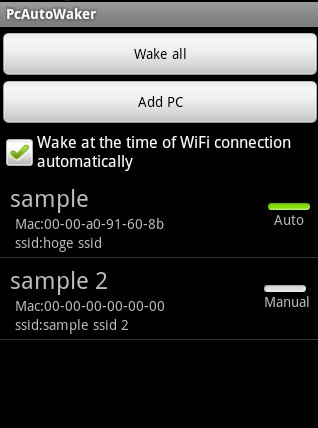 PcAutoWaker
Wake all
Add PC
Wake at the time of WiFi connection
automatically
sample
Mac:00-00-a0-91-60-8b
ssid:hoge ssid
Auto
sample 2
Mac:00-00-00-00-00-00
ssid:sample ssid 2
Manual